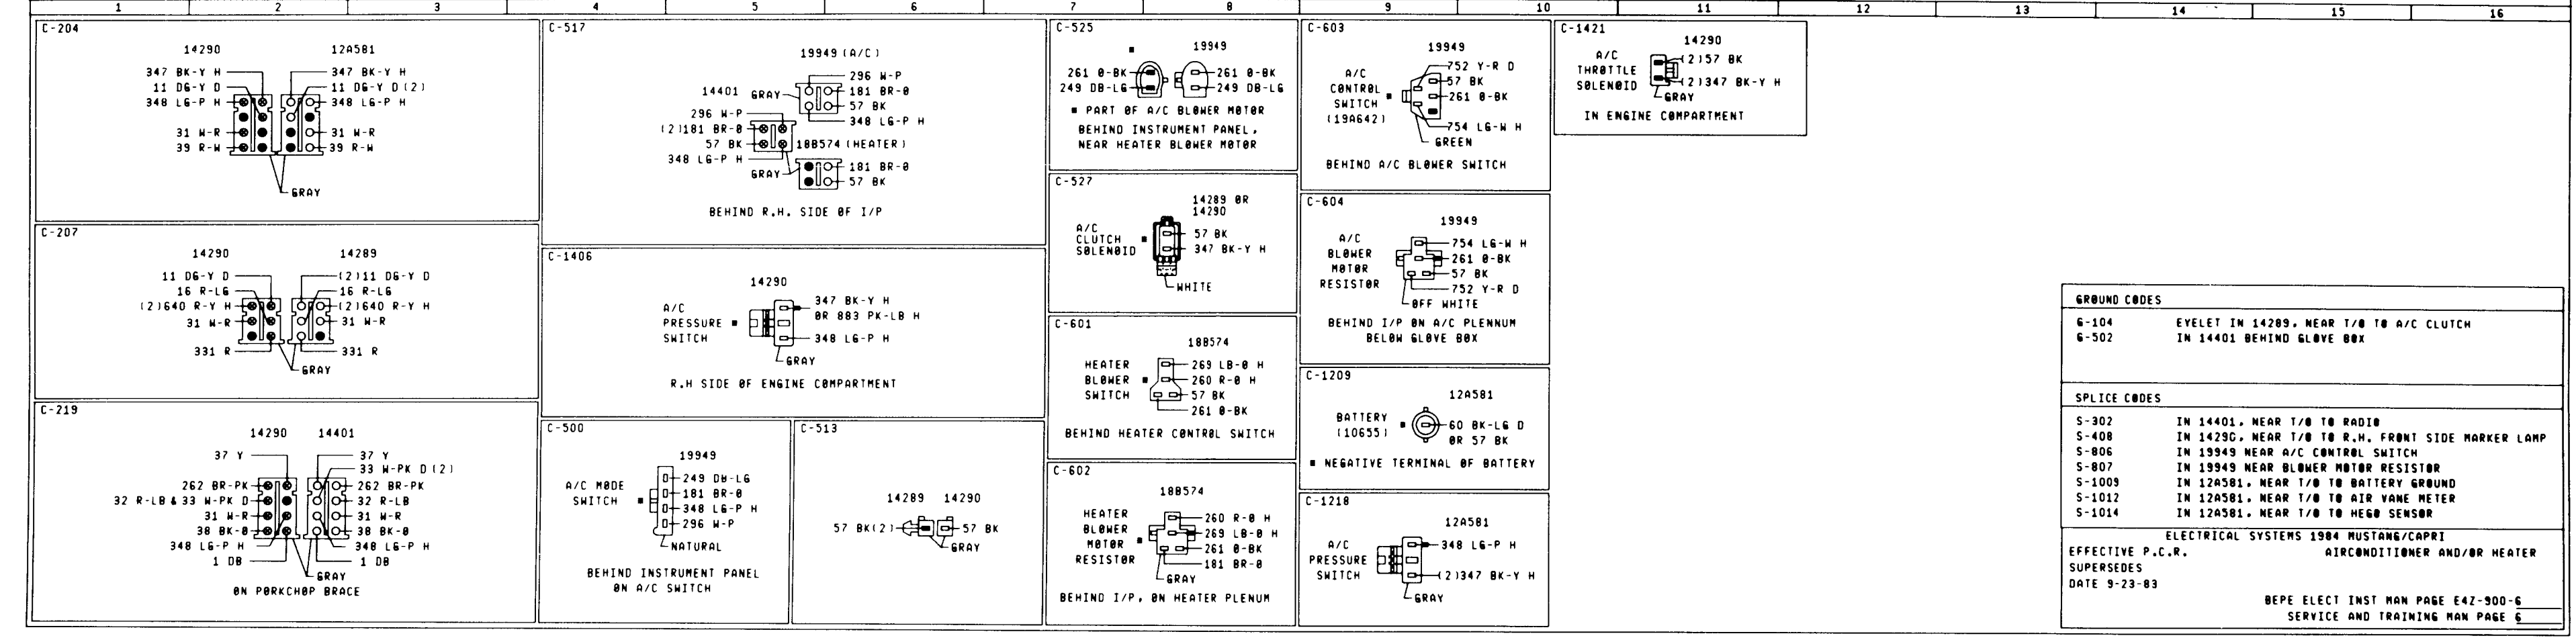 1 2 3 4 5 6 7 8 9 10 11 12 13 14 15 16
C-204
14290 12A581
347 BK-Y H 347 BK-Y H
11 DG-Y D 11 DG-Y D (2)
348 LG-P H 348 LG-P H
31 W-R 31 W-R
39 R-W 39 R-W
GRAY
C-207
14290 14289
11 DG-Y D (2)11 DG-Y D
16 R-LG 16 R-LG
(2)640 R-Y H (2)640 R-Y H
31 W-R 31 W-R
331 R 331 R
GRAY
C-219
14290 14401
37 Y 37 Y
33 W-PK D (2)
262 BR-PK 262 BR-PK
32 R-LB & 33 W-PK D 32 R-LB
31 W-R 31 W-R
38 BK-0 38 BK-0
348 LG-P H 348 LG-P H
1 DB 1 DB
GRAY
ON PORKCHOP BRACE
C-517
19949 (A/C)
296 W-P
14401 GRAY 181 BR-0
57 BK
296 W-P 348 LG-P H
(2)181 BR-0
57 BK 18B574 (HEATER)
348 LG-P H
GRAY 181 BR-0
57 BK
BEHIND R.H. SIDE OF I/P
C-1406
14290
A/C PRESSURE SWITCH
347 BK-Y H
OR 883 PK-LB H
348 LG-P H
GRAY
R.H SIDE OF ENGINE COMPARTMENT
C-500
19949
A/C MODE SWITCH
249 DB-LG
181 BR-0
348 LG-P H
296 W-P
NATURAL
BEHIND INSTRUMENT PANEL
ON A/C SWITCH
C-513
14289 14290
57 BK(2) 57 BK
GRAY
C-525
19949
261 0-BK 261 0-BK
249 DB-LG 249 DB-LG
■ PART OF A/C BLOWER MOTOR
BEHIND INSTRUMENT PANEL,
NEAR HEATER BLOWER MOTOR
C-527
14289 OR
14290
A/C CLUTCH SOLENOID
57 BK
347 BK-Y H
WHITE
C-601
18B574
HEATER BLOWER SWITCH
269 LB-0 H
260 R-0 H
57 BK
261 0-BK
BEHIND HEATER CONTROL SWITCH
C-602
18B574
HEATER BLOWER MOTOR RESISTOR
260 R-0 H
269 LB-0 H
261 0-BK
181 BR-0
GRAY
BEHIND I/P, ON HEATER PLENUM
C-603
19949
A/C CONTROL SWITCH (19A642)
752 Y-R D
57 BK
261 0-BK
754 LG-W H
GREEN
BEHIND A/C BLOWER SWITCH
C-604
19949
A/C BLOWER MOTOR RESISTOR
754 LG-W H
261 0-BK
57 BK
752 Y-R D
OFF WHITE
BEHIND I/P ON A/C PLENNUM
BELOW GLOVE BOX
C-1209
12A581
BATTERY (10655)
60 BK-LG D
OR 57 BK
■ NEGATIVE TERMINAL OF BATTERY
C-1218
12A581
A/C PRESSURE SWITCH
348 LG-P H
(2)347 BK-Y H
GRAY
C-1421
14290
A/C THROTTLE SOLENOID
(2)57 BK
(2)347 BK-Y H
GRAY
IN ENGINE COMPARTMENT
GROUND CODES
G-104 EYELET IN 14289, NEAR T/O TO A/C CLUTCH
G-502 IN 14401 BEHIND GLOVE BOX
SPLICE CODES
S-302 IN 14401, NEAR T/O TO RADIO
S-408 IN 14290, NEAR T/O TO R.H. FRONT SIDE MARKER LAMP
S-806 IN 19949 NEAR A/C CONTROL SWITCH
S-807 IN 19949 NEAR BLOWER MOTOR RESISTOR
S-1009 IN 12A581, NEAR T/O TO BATTERY GROUND
S-1012 IN 12A581, NEAR T/O TO AIR VANE METER
S-1014 IN 12A581, NEAR T/O TO HEGO SENSOR
ELECTRICAL SYSTEMS 1984 MUSTANG/CAPRI
EFFECTIVE P.C.R. AIRCONDITIONER AND/OR HEATER
SUPERSEDES
DATE 9-23-83
BEPE ELECT INST MAN PAGE E4Z-900-6
SERVICE AND TRAINING MAN PAGE 6